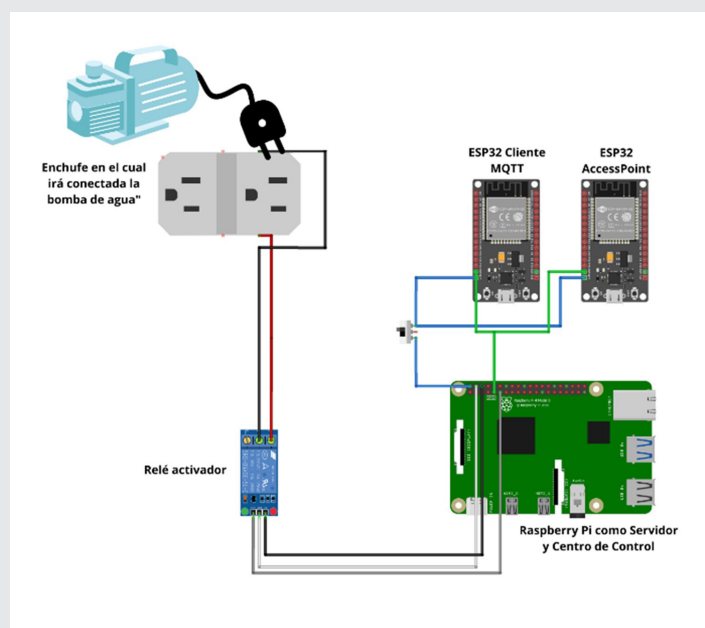 Enchufe en el cual
irá conectada la
bomba de agua"
ESP32 Cliente
MQTT
ESP32
AccessPoint
Relé activador
Raspberry Pi como Servidor
y Centro de Control